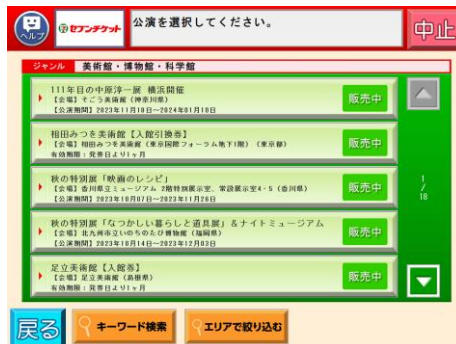 ヘルプ
セブンチケット
公演を選択してください。
中止
ジャンル 美術館・博物館・科学館
111年目の中原淳一展 横浜開催
【会場】そごう美術館（神奈川県）
【公演期間】2023年11月18日~2024年01月10日
販売中
相田みつを美術館【入館引換券】
【会場】相田みつを美術館（東京国際フォーラム地下1階）（東京都）
有効期限：発券日より1ヶ月
販売中
秋の特別展「映画のレシピ」
【会場】香川県立ミュージアム 2階特別展示室、常設展示室4・5（香川県）
【公演期間】2023年10月07日~2023年11月26日
販売中
秋の特別展「なつかしい暮らしと道具展」＆ナイトミュージアム
【会場】北九州市立いのちのたび博物館（福岡県）
【公演期間】2023年10月14日~2023年12月03日
販売中
足立美術館【入館券】
【会場】足立美術館（島根県）
有効期限：発券日より1ヶ月
販売中
1
/
18
戻る
キーワード検索
エリアで絞り込む